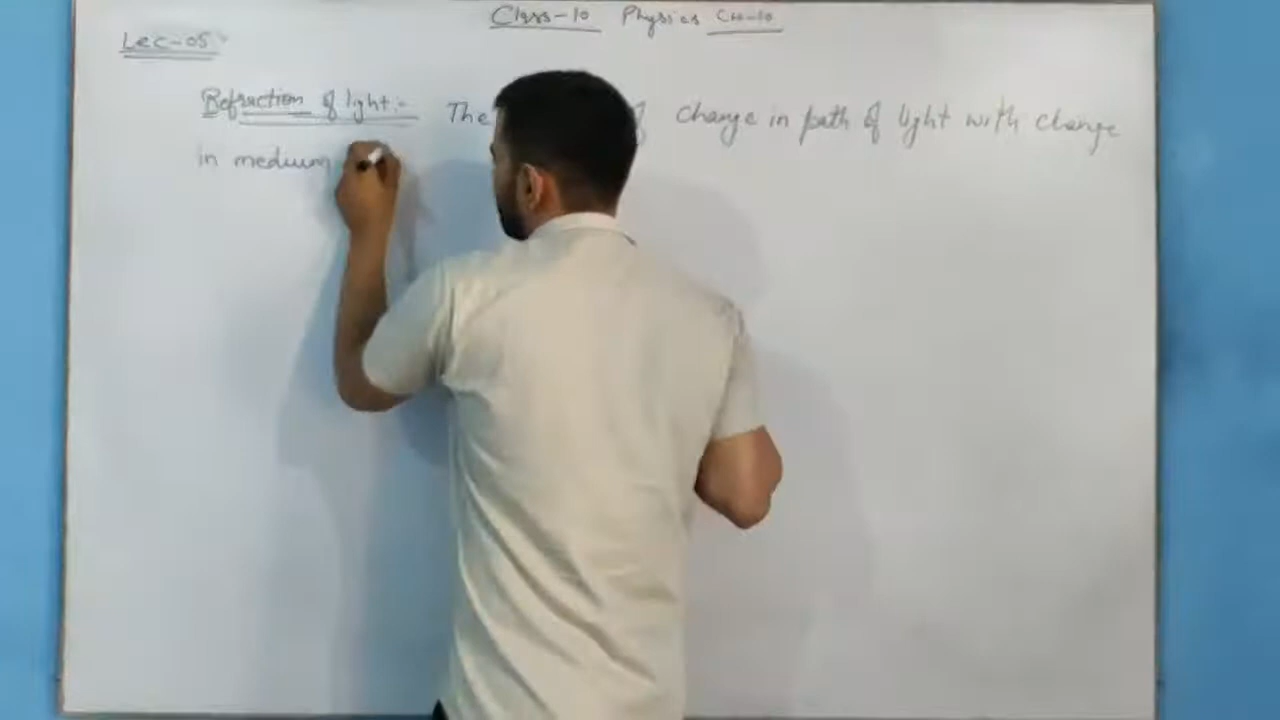 Class-10 Physics CH-10
Lec-05
Refraction of light:- The of change in path of light with change
in medium